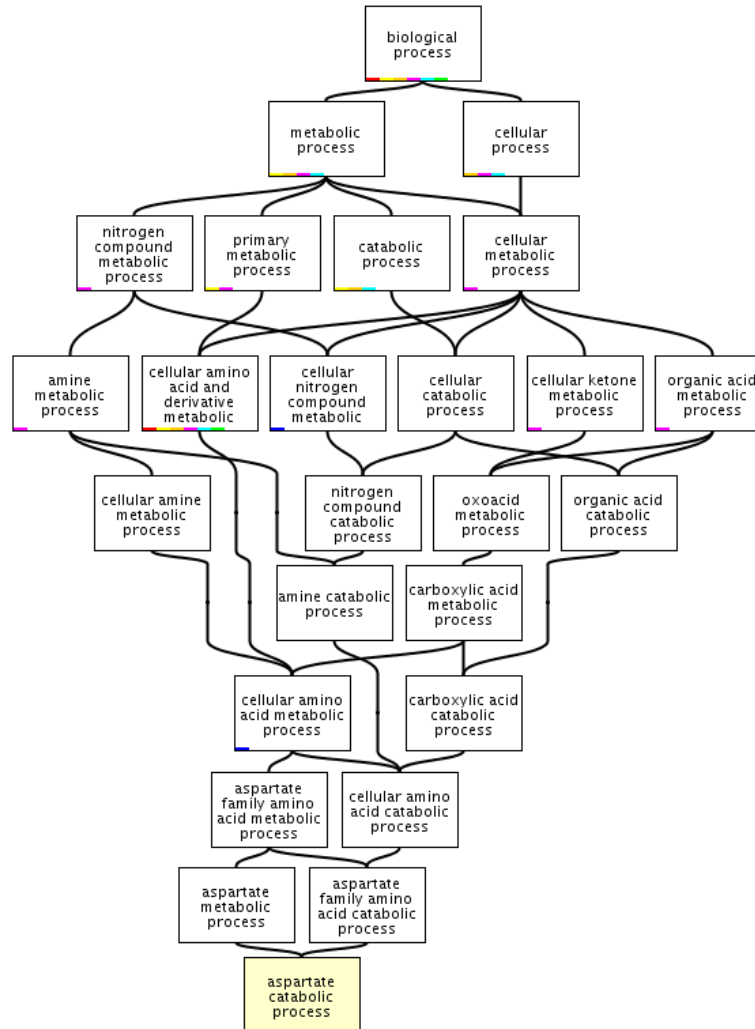 biological
process
metabolic
process
cellular
process
nitrogen
compound
metabolic
process
primary
metabolic
process
catabolic
process
cellular
metabolic
process
amine
metabolic
process
cellular amino
acid and
derivative
metabolic
cellular
nitrogen
compound
metabolic
cellular
catabolic
process
cellular ketone
metabolic
process
organic acid
metabolic
process
cellular amine
metabolic
process
nitrogen
compound
catabolic
process
oxoacid
metabolic
process
organic acid
catabolic
process
amine catabolic
process
carboxylic acid
metabolic
process
cellular amino
acid metabolic
process
carboxylic acid
catabolic
process
aspartate
family amino
acid metabolic
process
cellular amino
acid catabolic
process
aspartate
metabolic
process
aspartate
family amino
acid catabolic
process
aspartate
catabolic
process